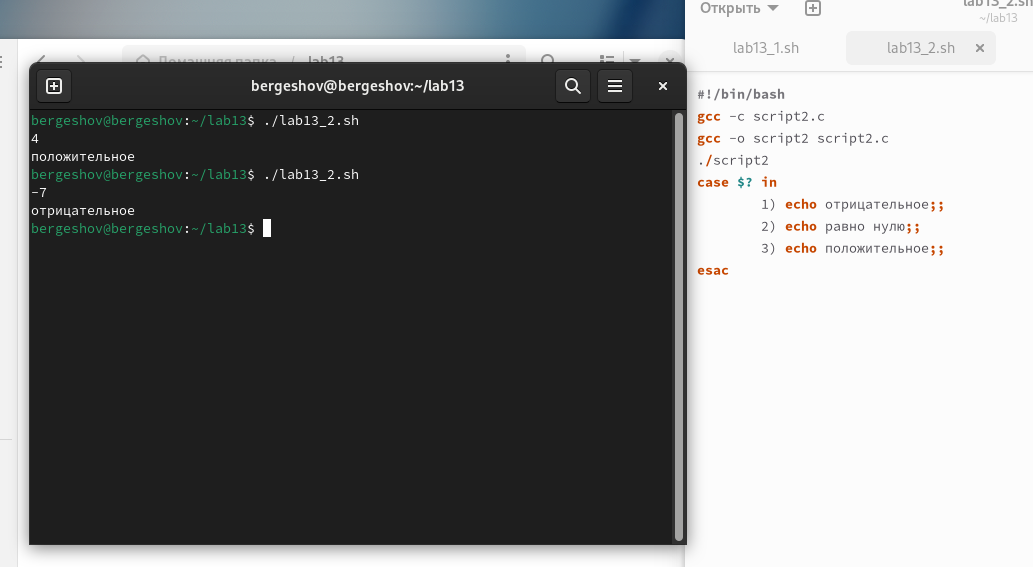 Открыть
lab13_2.sh
~/lab13
Домашняя папка / lab13
lab13_1.sh
lab13_2.sh
bergeshov@bergeshov:~/lab13
bergeshov@bergeshov:~/lab13$ ./lab13_2.sh
4
положительное
bergeshov@bergeshov:~/lab13$ ./lab13_2.sh
-7
отрицательное
bergeshov@bergeshov:~/lab13$
#!/bin/bash
gcc -c script2.c
gcc -o script2 script2.c
./script2
case $? in
1) echo отрицательное;;
2) echo равно нулю;;
3) echo положительное;;
esac